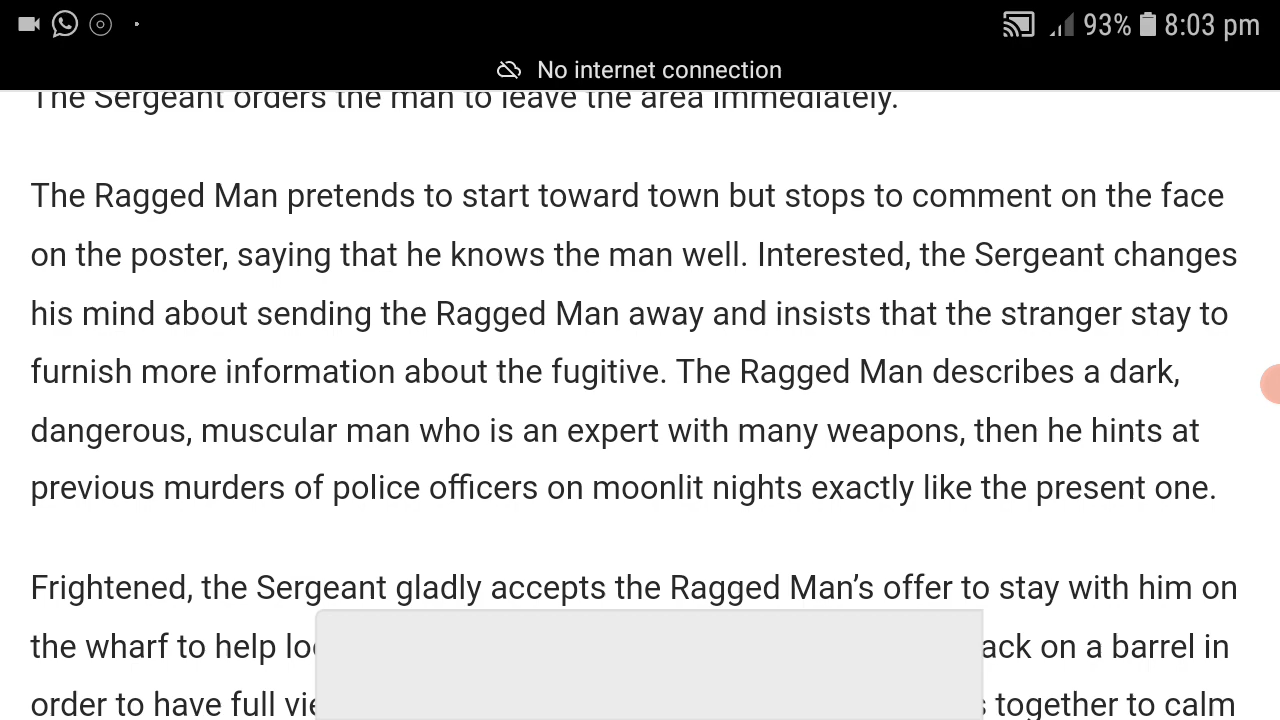 93% 8:03 pm
No internet connection
The Sergeant orders the man to leave the area immediately.
The Ragged Man pretends to start toward town but stops to comment on the face
on the poster, saying that he knows the man well. Interested, the Sergeant changes
his mind about sending the Ragged Man away and insists that the stranger stay to
furnish more information about the fugitive. The Ragged Man describes a dark,
dangerous, muscular man who is an expert with many weapons, then he hints at
previous murders of police officers on moonlit nights exactly like the present one.
Frightened, the Sergeant gladly accepts the Ragged Man’s offer to stay with him on
the wharf to help on a barrel in
order to have full together to calm